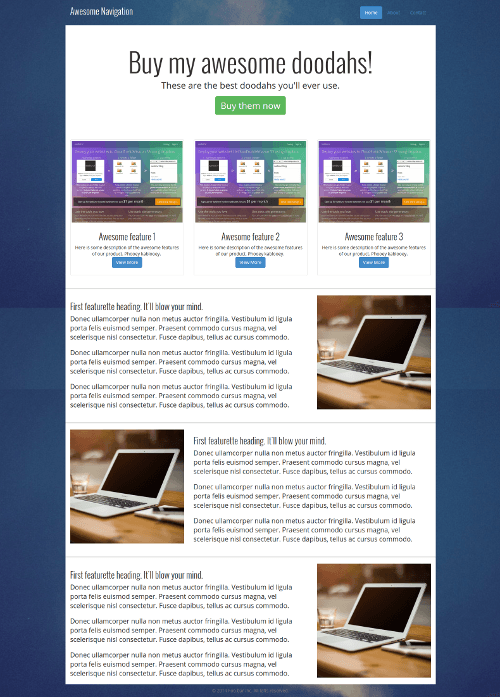 Awesome Navigation
Home
About
Contact
Buy my awesome doodahs!
These are the best doodahs you'll ever use.
Buy them now
Awesome feature 1
Here is some description of the awesome features
of our product. Phooey kablooey.
View More
Awesome feature 2
Here is some description of the awesome features
of our product. Phooey kablooey.
View More
Awesome feature 3
Here is some description of the awesome features
of our product. Phooey kablooey.
View More
First featurette heading. It'll blow your mind.
Donec ullamcorper nulla non metus auctor fringilla. Vestibulum id ligula
porta felis euismod semper. Praesent commodo cursus magna, vel
scelerisque nisl consectetur. Fusce dapibus, tellus ac cursus commodo.
Donec ullamcorper nulla non metus auctor fringilla. Vestibulum id ligula
porta felis euismod semper. Praesent commodo cursus magna, vel
scelerisque nisl consectetur. Fusce dapibus, tellus ac cursus commodo.
Donec ullamcorper nulla non metus auctor fringilla. Vestibulum id ligula
porta felis euismod semper. Praesent commodo cursus magna, vel
scelerisque nisl consectetur. Fusce dapibus, tellus ac cursus commodo.
First featurette heading. It'll blow your mind.
Donec ullamcorper nulla non metus auctor fringilla. Vestibulum id ligula
porta felis euismod semper. Praesent commodo cursus magna, vel
scelerisque nisl consectetur. Fusce dapibus, tellus ac cursus commodo.
Donec ullamcorper nulla non metus auctor fringilla. Vestibulum id ligula
porta felis euismod semper. Praesent commodo cursus magna, vel
scelerisque nisl consectetur. Fusce dapibus, tellus ac cursus commodo.
Donec ullamcorper nulla non metus auctor fringilla. Vestibulum id ligula
porta felis euismod semper. Praesent commodo cursus magna, vel
scelerisque nisl consectetur. Fusce dapibus, tellus ac cursus commodo.
First featurette heading. It'll blow your mind.
Donec ullamcorper nulla non metus auctor fringilla. Vestibulum id ligula
porta felis euismod semper. Praesent commodo cursus magna, vel
scelerisque nisl consectetur. Fusce dapibus, tellus ac cursus commodo.
Donec ullamcorper nulla non metus auctor fringilla. Vestibulum id ligula
porta felis euismod semper. Praesent commodo cursus magna, vel
scelerisque nisl consectetur. Fusce dapibus, tellus ac cursus commodo.
Donec ullamcorper nulla non metus auctor fringilla. Vestibulum id ligula
porta felis euismod semper. Praesent commodo cursus magna, vel
scelerisque nisl consectetur. Fusce dapibus, tellus ac cursus commodo.